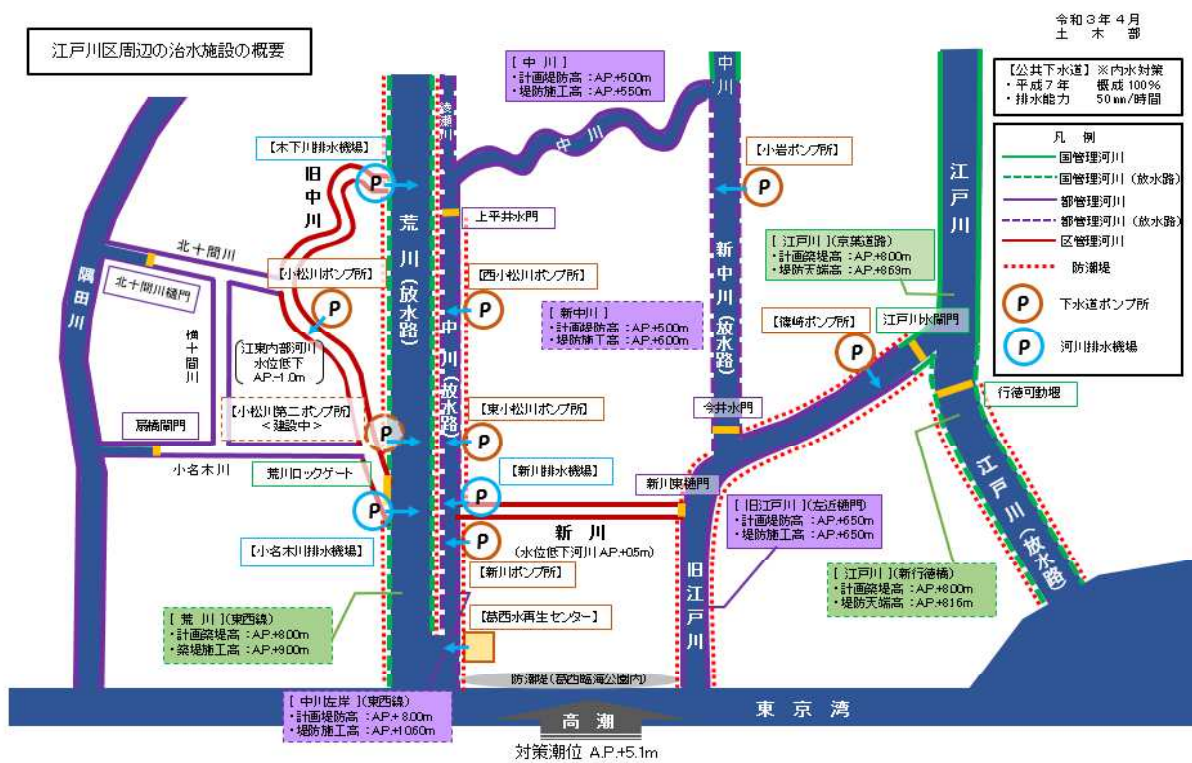 江戸川区周辺の治水施設の概要
令和３年４月
土木部
【公共下水道】※内水対策
・平成７年 概成100%
・排水能力 50㎜/時間
凡 例
国管理河川
国管理河川（放水路）
都管理河川
都管理河川（放水路）
区管理河川
防潮堤
P 下水道ポンプ所
P 河川排水機場
[ 中 川 ]
・計画堤防高 ：A.P.+5.00m
・堤防施工高 ：A.P.+5.50m
綾瀬川
中川
中川
【木下川排水機場】
P
旧中川
荒川（放水路）
上平井水門
【小岩ポンプ所】
P
江戸川
[ 江戸川 ](京葉道路)
・計画築堤高 ：A.P.+8.00m
・堤防天端高 ：A.P.+8.69m
北十間川
北十間川樋門
隅田川
【小松川ポンプ所】
P
【西小松川ポンプ所】
P
新中川（放水路）
[ 新中川 ]
・計画堤防高 ：A.P.+5.00m
・堤防施工高 ：A.P.+6.00m
【篠崎ポンプ所】
P
江戸川水閘門
横十間川
江東内部河川
水位低下
A.P.-1.0m
中川（放水路）
行徳可動堰
【小松川第二ポンプ所】
＜建設中＞
P
【東小松川ポンプ所】
P
今井水門
扇橋閘門
小名木川
荒川ロックゲート
【新川排水機場】
P
新川東樋門
江戸川（放水路）
P
【小名木川排水機場】
新 川
(水位低下河川 A.P.+0.5m)
P
【新川ポンプ所】
[ 旧江戸川 ](左近樋門)
・計画堤防高 ：A.P.+6.50m
・堤防施工高 ：A.P.+6.50m
旧江戸川
[ 江戸川 ](新行徳橋)
・計画築堤高 ：A.P.+8.00m
・堤防天端高 ：A.P.+8.16m
[ 荒 川 ](東西線)
・計画築堤高 ：A.P.+8.00m
・築堤施工高 ：A.P.+9.00m
【葛西水再生センター】
防潮堤(葛西臨海公園内)
[ 中川左岸 ](東西線)
・計画堤防高 ：A.P.+8.00m
・堤防施工高 ：A.P.+10.60m
東 京 湾
高 潮
対策潮位 A.P.+5.1m